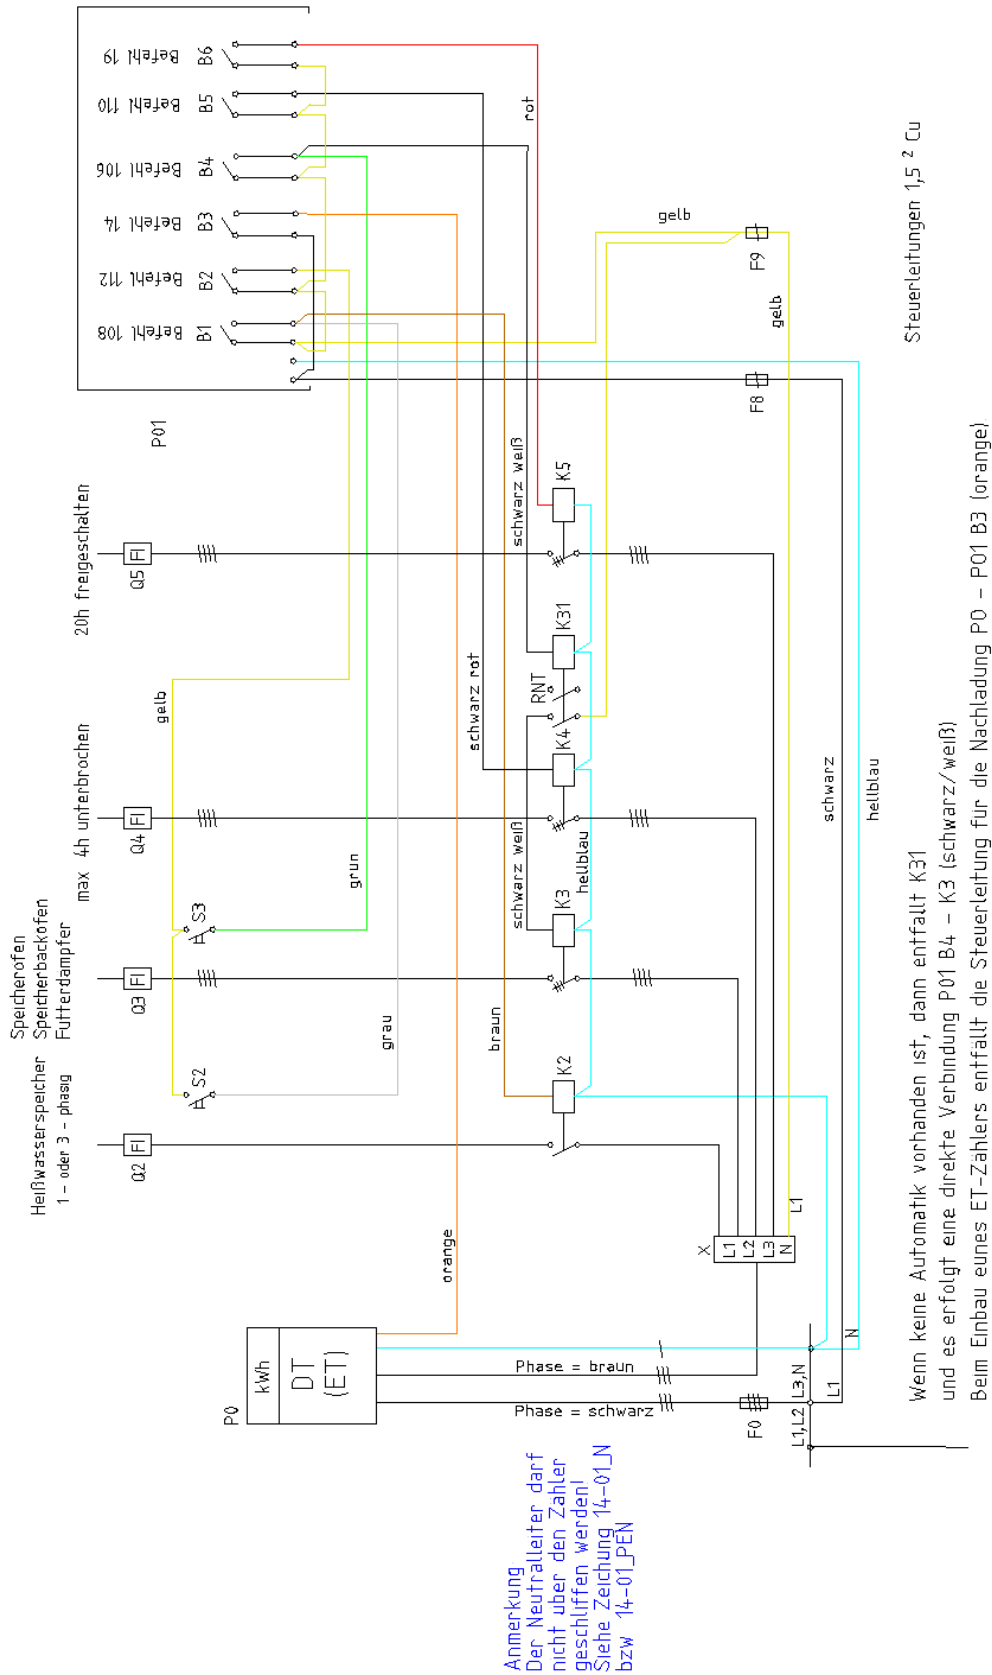 Befehl 19
B6
Befehl 110
B5
Befehl 106
B4
Befehl 14
B3
Befehl 112
B2
Befehl 108
B1
P01
rot
gelb
F9
gelb
F8
Steuerleitungen 1,5 ² Cu
20h freigeschalten
Q5
FI
schwarz weiß
K5
K31
RNT
schwarz rot
gelb
max 4h unterbrochen
Q4
FI
K4
schwarz weiß
hellblau
schwarz
hellblau
grün
S3
Speicheröfen
Speicherbacköfen
Futterdämpfer
Q3
FI
K3
grau
braun
S2
Heißwasserspeicher
1- oder 3 - phasig
Q2
FI
K2
orange
X
L1
L2
L3
N
L1
P0
kWh
DT
(ET)
Phase = braun
Phase = schwarz
F0
L1,L2
L3,N
L1
N
Anmerkung
Der Neutralleiter darf
nicht über den Zähler
geschliffen werden!
Siehe Zeichung 14-01_N
bzw 14-01_PEN
Wenn keine Automatik vorhanden ist, dann entfällt K31
und es erfolgt eine direkte Verbindung P01 B4 - K3 (schwarz/weiß)
Beim Einbau eunes ET-Zählers entfällt die Steuerleitung für die Nachladung P0 - P01 B3 (orange)